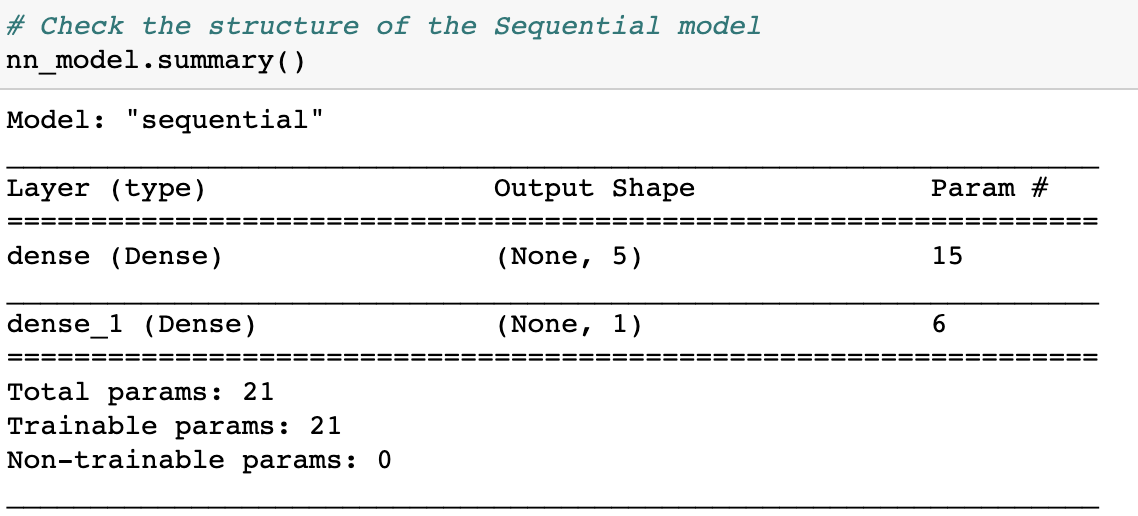 # Check the structure of the Sequential model
nn_model.summary()
Model: "sequential"
_________________________________________________________________
Layer (type)                 Output Shape              Param #
=================================================================
dense (Dense)                (None, 5)                 15
_________________________________________________________________
dense_1 (Dense)              (None, 1)                 6
=================================================================
Total params: 21
Trainable params: 21
Non-trainable params: 0
_________________________________________________________________